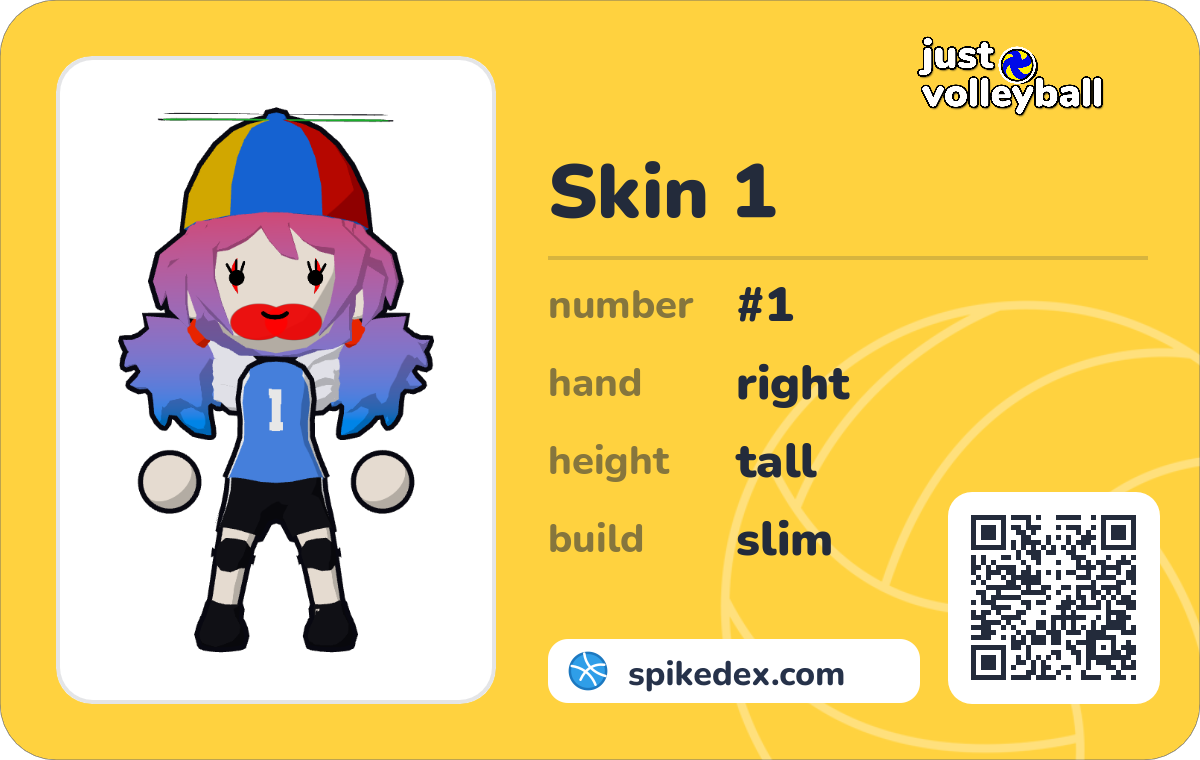 just
volleyball
Skin 1
number #1
hand right
height tall
build slim
1
spikedex.com